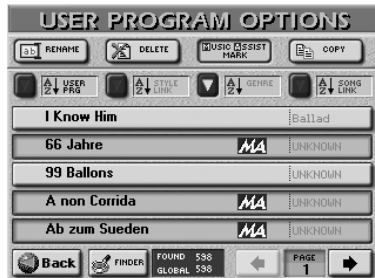 USER PROGRAM OPTIONS
ab RENAME DELETE MUSIC ASSIST MARK COPY
A Z USER PRG A Z STYLE LINK A Z GENRE A Z SONG LINK
I Know Him Ballad
66 Jahre MA UNKNOWN
99 Ballons UNKNOWN
A non Corrida MA UNKNOWN
Ab zum Sueden MA UNKNOWN
Back FINDER FOUND 598 GLOBAL 598 PAGE 1